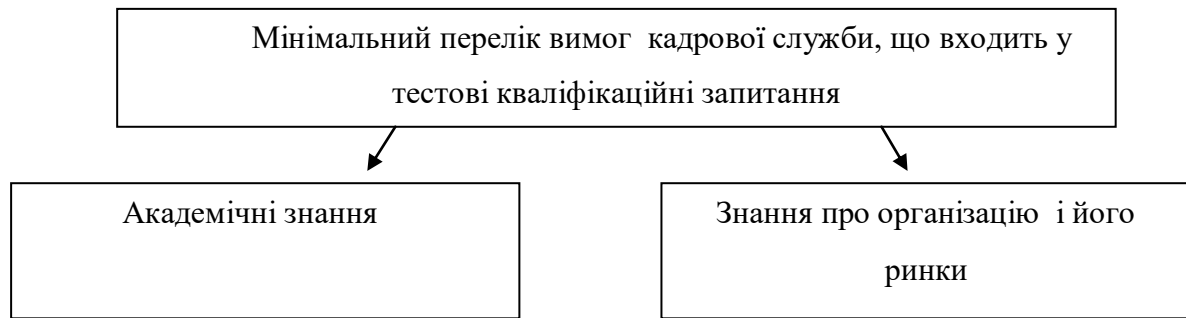 Мінімальний перелік вимог кадрової служби, що входить у
тестові кваліфікаційні запитання
Академічні знання
Знання про організацію і його
ринки